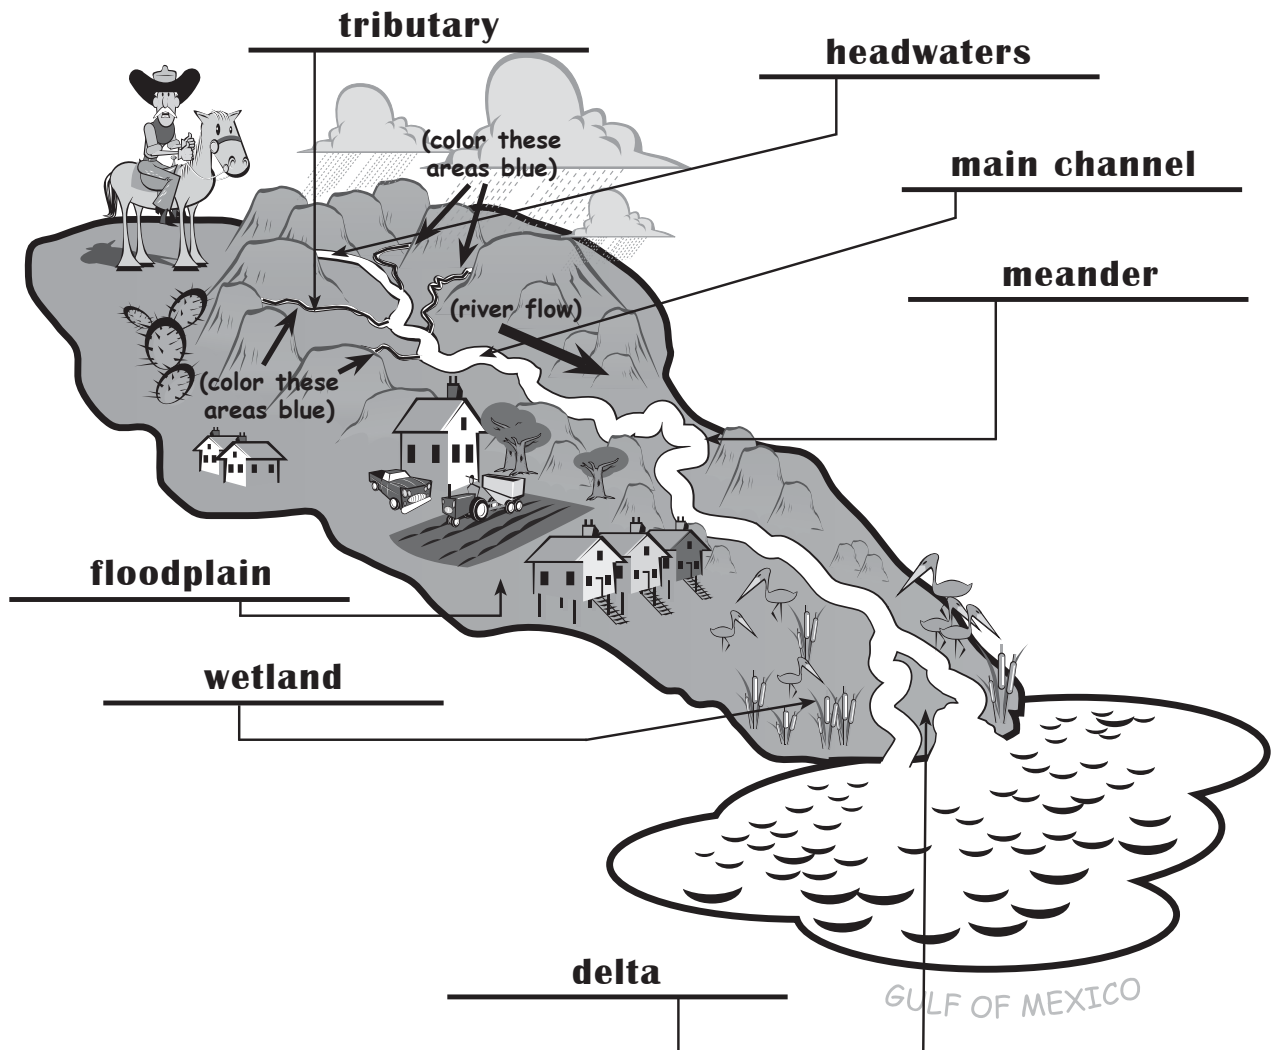 tributary
headwaters
(color these
areas blue)
main channel
meander
(river flow)
(color these
areas blue)
floodplain
wetland
delta
GULF OF MEXICO